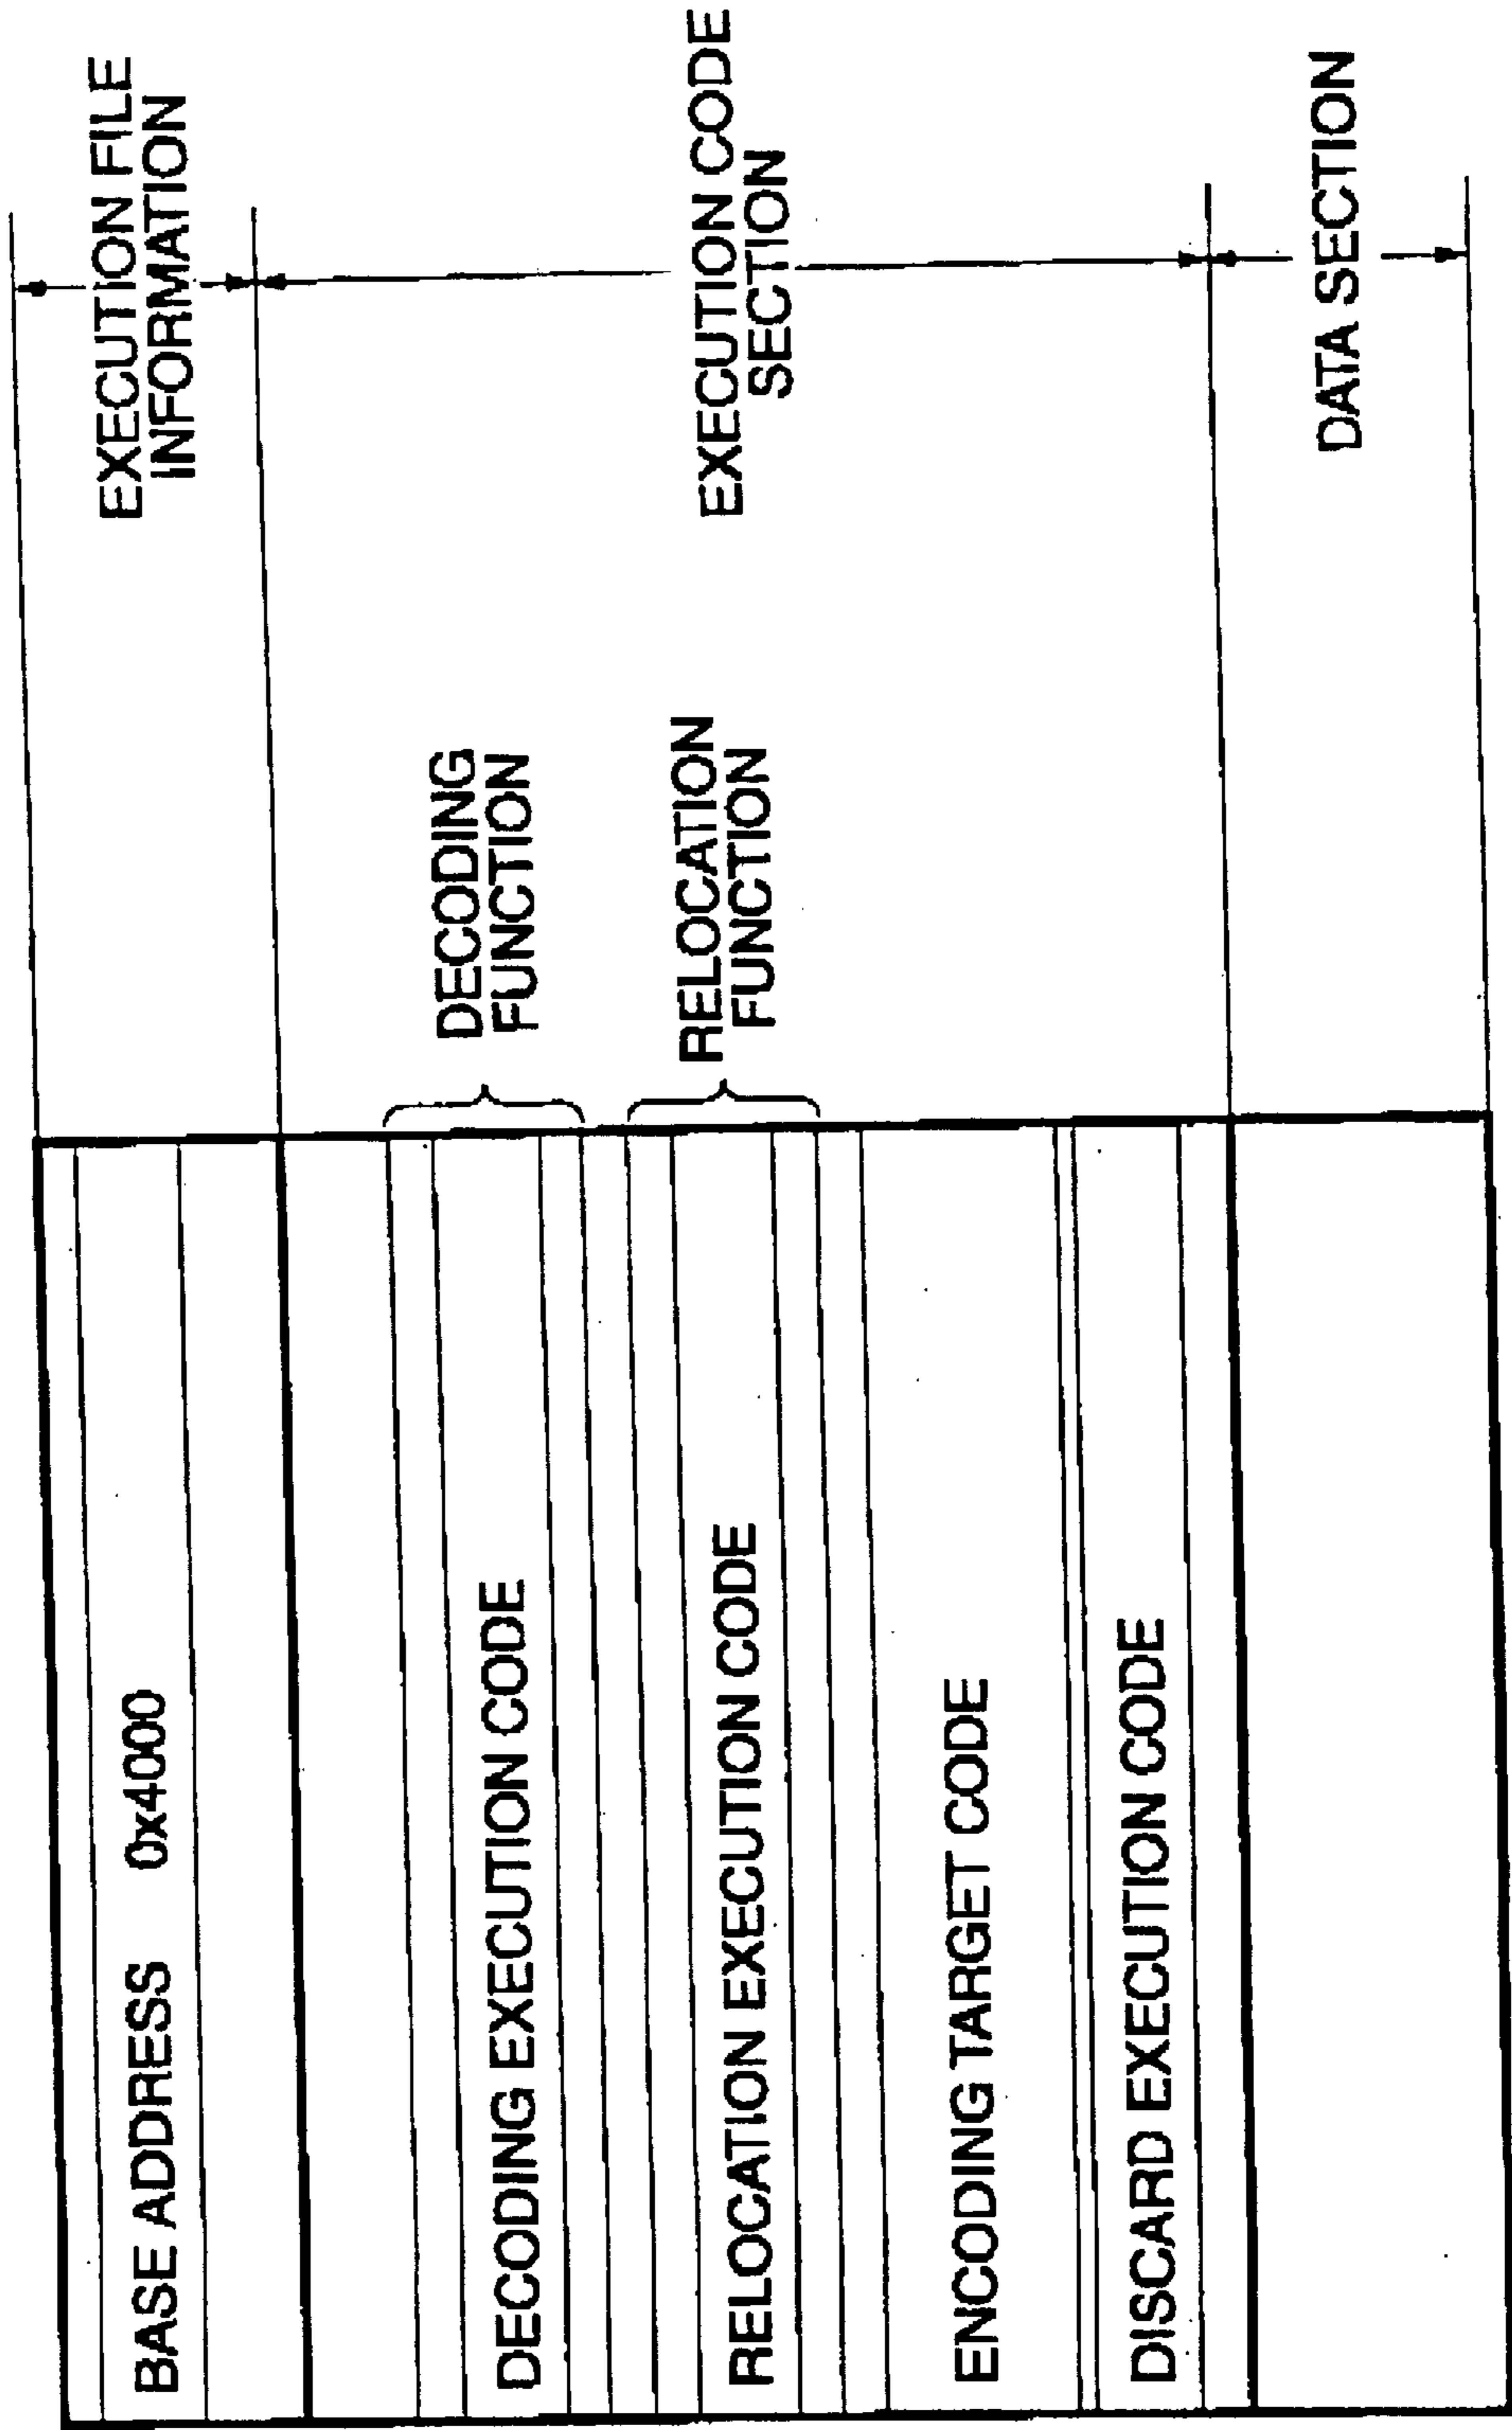 BASE ADDRESS 0x4000
EXECUTION FILE
INFORMATION
DECODING EXECUTION CODE
DECODING
FUNCTION
RELOCATION EXECUTION CODE
RELOCATION
FUNCTION
EXECUTION CODE
SECTION
ENCODING TARGET CODE
DISCARD EXECUTION CODE
DATA SECTION